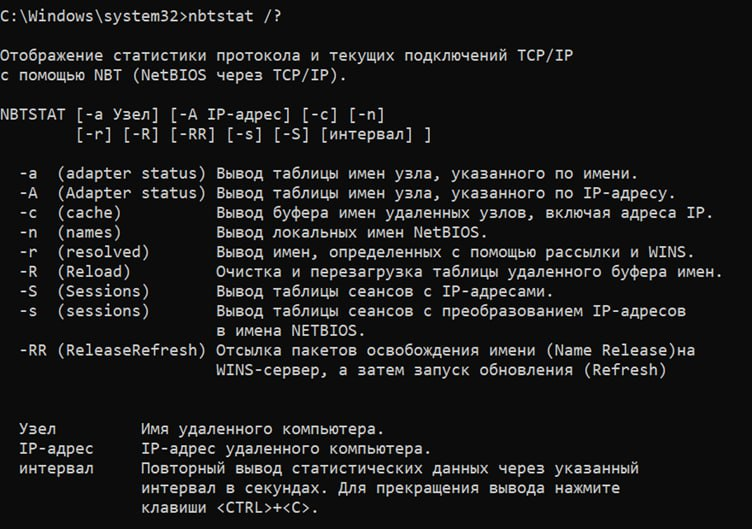 C:\Windows\system32>nbtstat /?
Отображение статистики протокола и текущих подключений TCP/IP
с помощью NBT (NetBIOS через TCP/IP).
NBTSTAT [-a Узел] [-A IP-адрес] [-c] [-n]
[-r] [-R] [-RR] [-s] [-S] [интервал] ]
-a (adapter status) Вывод таблицы имен узла, указанного по имени.
-A (Adapter status) Вывод таблицы имен узла, указанного по IP-адресу.
-c (cache) Вывод буфера имен удаленных узлов, включая адреса IP.
-n (names) Вывод локальных имен NetBIOS.
-r (resolved) Вывод имен, определенных с помощью рассылки и WINS.
-R (Reload) Очистка и перезагрузка таблицы удаленного буфера имен.
-S (Sessions) Вывод таблицы сеансов с IP-адресами.
-s (sessions) Вывод таблицы сеансов с преобразованием IP-адресов
в имена NETBIOS.
-RR (ReleaseRefresh) Отсылка пакетов освобождения имени (Name Release)на
WINS-сервер, а затем запуск обновления (Refresh)
Узел Имя удаленного компьютера.
IP-адрес IP-адрес удаленного компьютера.
интервал Повторный вывод статистических данных через указанный
интервал в секундах. Для прекращения вывода нажмите
клавиши <CTRL>+<C>.